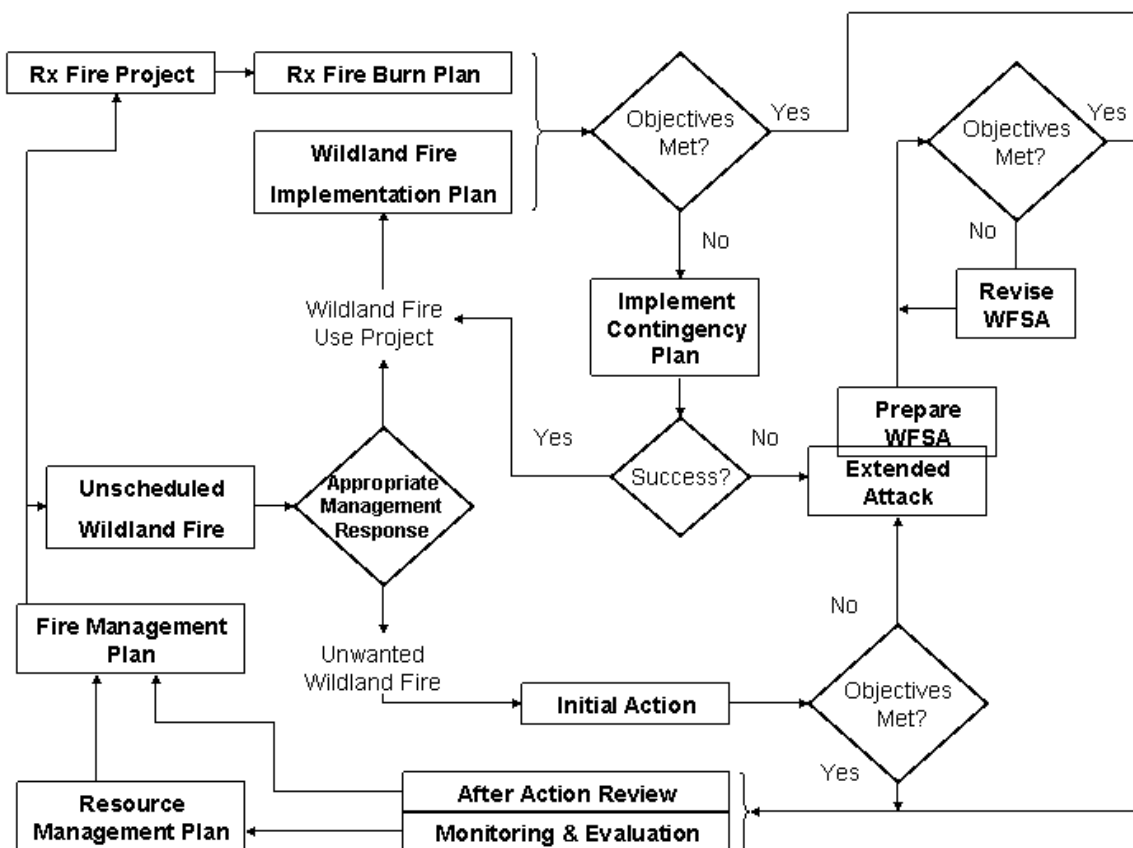 Rx Fire Project
Rx Fire Burn Plan
Objectives
Met?
Yes
Objectives
Met?
Yes
Wildland Fire
Implementation Plan
No
No
Implement
Contingency
Plan
Revise
WFSA
Wildland Fire
Use Project
Prepare
WFSA
Yes
No
Success?
Extended
Attack
Unscheduled
Wildland Fire
Appropriate
Management
Response
No
Fire Management
Plan
Unwanted
Wildland Fire
Initial Action
Objectives
Met?
Yes
Resource
Management Plan
After Action Review
Monitoring & Evaluation